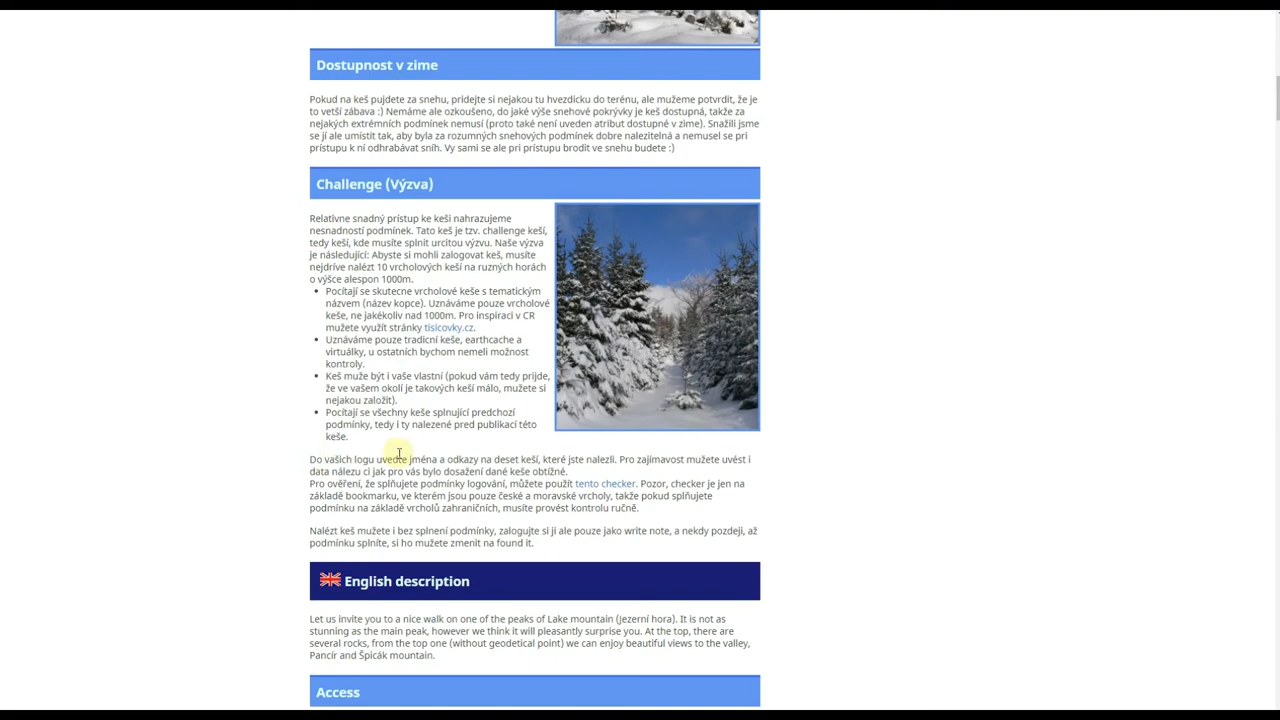 Dostupnost v zime
Pokud na keš pujdete za snehu, pridejte si nejakou tu hvezdicku do terénu, ale mužeme potvrdit, že je
to vetší zábava :) Nemáme ale ozkoušeno, do jaké výše snehové pokrývky je keš dostupná, takže za
nejakých extrémních podmínek nemusí (proto také není uveden atribut dostupné v zime). Snažili jsme
se jí ale umístit tak, aby byla za rozumných snehových podmínek dobre nalezitelná a nemusel se pri
prístupu k ní odhrabávat sníh. Vy sami se ale pri prístupu brodit ve snehu budete :)
Challenge (Výzva)
Relativne snadný prístup ke keši nahrazujeme
nesnadností podmínek. Tato keš je tzv. challenge keší,
tedy keší, kde musíte splnit urcitou výzvu. Naše výzva
je následující: Abyste si mohli zalogovat keš, musíte
nejdríve nalézt 10 vrcholových keší na ruzných horách
o výšce alespon 1000m.
• Pocítají se skutecne vrcholové keše s tematickým
názvem (název kopce). Uznáváme pouze vrcholové
keše, ne jakékoliv nad 1000m. Pro inspiraci v CR
mužete využít stránky tisicovky.cz.
• Uznáváme pouze tradicní keše, earthcache a
virtuálky, u ostatních bychom nemeli možnost
kontroly.
• Keš muže být i vaše vlastní (pokud vám tedy prijde,
že ve vašem okolí je takových keší málo, mužete si
nejakou založit).
• Pocítají se všechny keše splnující predchozí
podmínky, tedy i ty nalezené pred publikací této
keše.
Do vašich logu uvedte jména a odkazy na deset keší, které jste nalezli. Pro zajímavost mužete uvést i
data nálezu ci jak pro vás bylo dosažení dané keše obtížné.
Pro ověření, že splňujete podmínky logování, můžete použít tento checker. Pozor, checker je jen na
základě bookmarku, ve kterém jsou pouze české a moravské vrcholy, takže pokud splňujete
podmínku na základě vrcholů zahraničních, musíte provést kontrolu ručně.
Nalézt keš mužete i bez splnení podmínky, zalogujte si ji ale pouze jako write note, a nekdy pozdeji, až
podmínku splníte, si ho mužete zmenit na found it.
English description
Let us invite you to a nice walk on one of the peaks of Lake mountain (Jezerní hora). It is not as
stunning as the main peak, however we think it will pleasantly surprise you. At the top, there are
several rocks, from the top one (without geodetical point) we can enjoy beautiful views to the valley,
Pancír and Špicák mountain.
Access